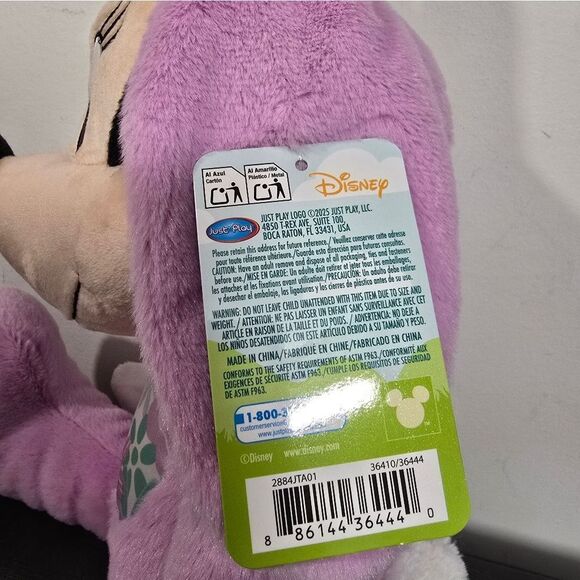 Al Azul
Cartón
Al Amarillo
Plástico / Metal
Disney
Just Play
JUST PLAY LOGO ©2025 JUST PLAY, LLC.
4850 T-REX AVE, SUITE 100,
BOCA RATON, FL 33431, USA
Please retain this address for future reference./ Veuillez conserver cette adresse
pour toute référence ultérieure./Guarde esta dirección para futuras consultas.
CAUTION: Have an adult remove and dispose of all packaging, ties and fasteners
before use./MISE EN GARDE: Un adulte doit retirer et jeter tous les emballages,
les attaches et les fixations avant utilisation./PRECAUCIÓN: Un adulto debe retirar
y desechar el embalaje, las ligaduras y las cierres de plástico antes del uso.
WARNING: DO NOT LEAVE CHILD UNATTENDED WITH THIS ITEM DUE TO SIZE AND
WEIGHT. / ATTENTION: NE PAS LAISSER UN ENFANT SANS SURVEILLANCE AVEC CET
ARTICLE EN RAISON DE LA TAILLE ET DU POIDS. / ADVERTENCIA: NO DEJE A
LOS NIÑOS DESATENDIDOS CON ESTE ARTÍCULO DEBIDO A SU TAMAÑO Y PESO.
MADE IN CHINA/FABRIQUÉ EN CHINE/FABRICADO EN CHINA.
CONFORMS TO THE SAFETY REQUIREMENTS OF ASTM F963./CONFORMITÉ AUX
EXIGENCES DE SÉCURITÉ ASTM F963./CUMPLE LOS REQUISITOS DE SEGURIDAD
DE ASTM F963.
1-800-
©Disney
www.disney.com
2884JTA01
36410/36444
8 86144 36444 0